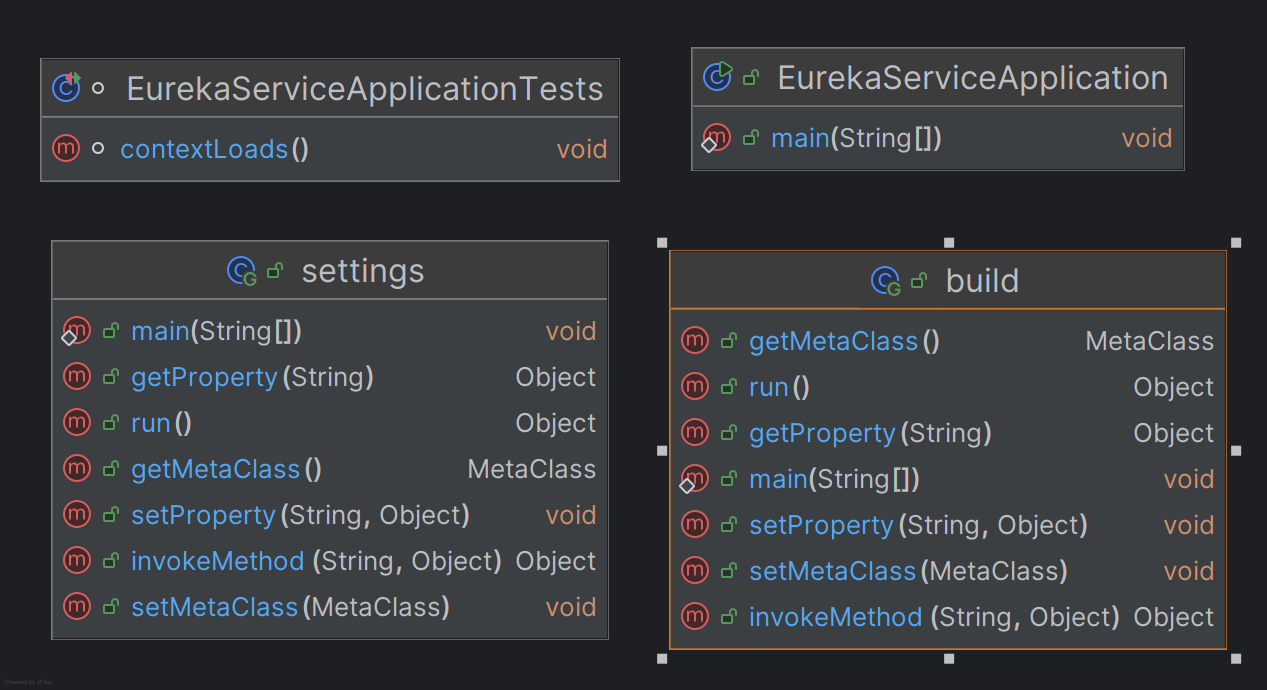 EurekaServiceApplicationTests
contextLoads() void
EurekaServiceApplication
main(String[]) void
settings
main(String[]) void
getProperty(String) Object
run() Object
getMetaClass() MetaClass
setProperty(String, Object) void
invokeMethod(String, Object) Object
setMetaClass(MetaClass) void
build
getMetaClass() MetaClass
run() Object
getProperty(String) Object
main(String[]) void
setProperty(String, Object) void
setMetaClass(MetaClass) void
invokeMethod(String, Object) Object
Powered by yFiles